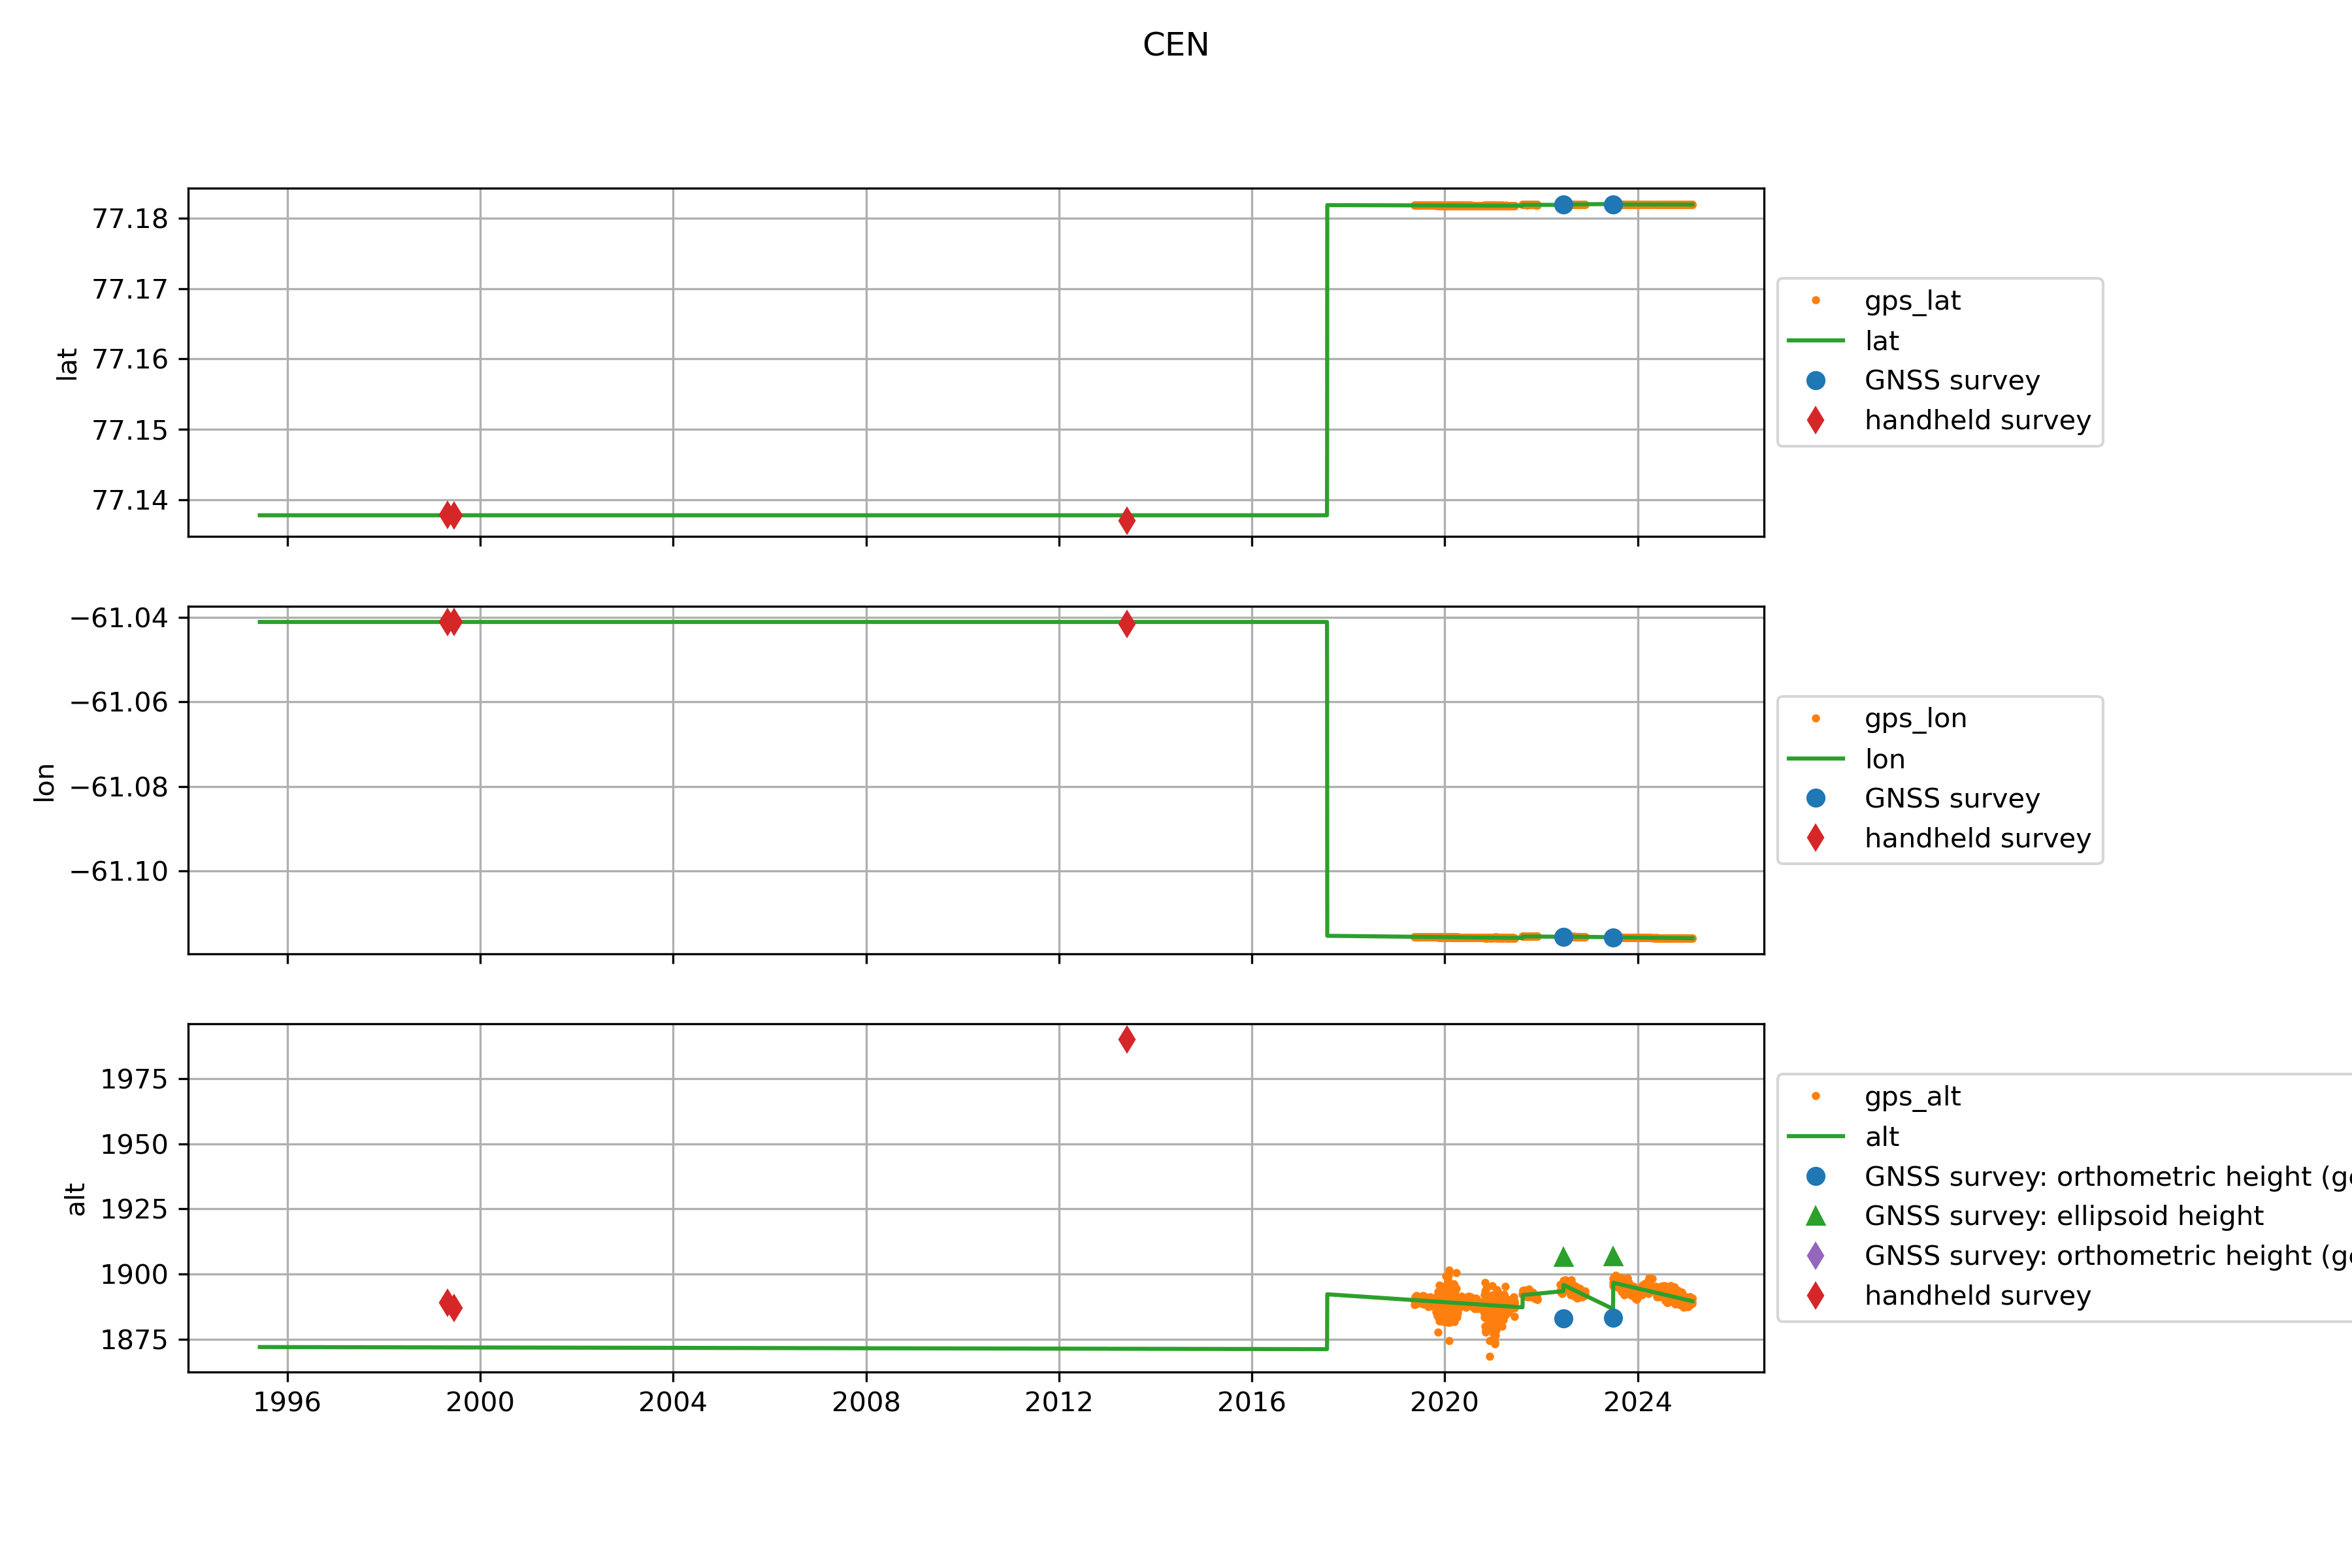 CEN
77.18
77.17
77.16
77.15
77.14
lat
gps_lat
lat
GNSS survey
handheld survey
−61.04
−61.06
−61.08
−61.10
lon
gps_lon
lon
GNSS survey
handheld survey
1975
1950
1925
1900
1875
alt
1996 2000 2004 2008 2012 2016 2020 2024
gps_alt
alt
GNSS survey: orthometric height
GNSS survey: ellipsoid height
GNSS survey: orthometric height
handheld survey